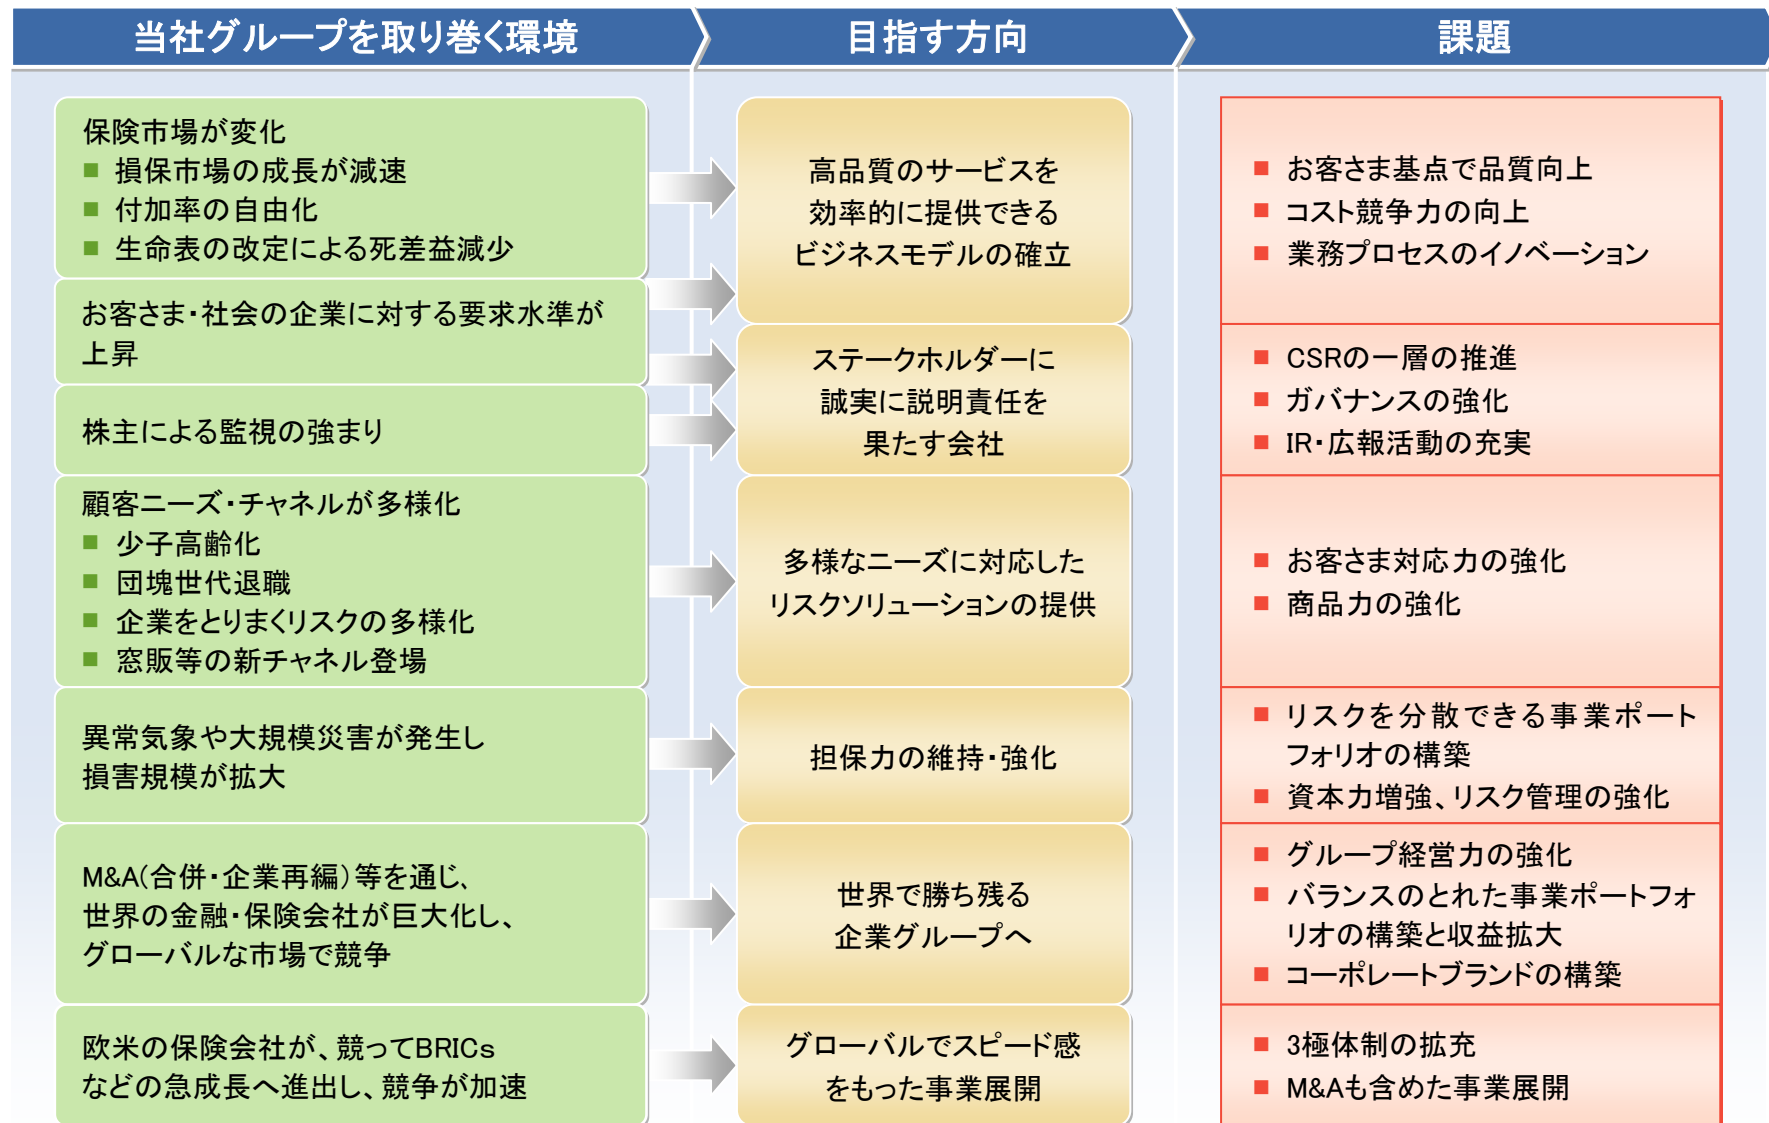 当社グループを取り巻く環境
目指す方向
課題
保険市場が変化
■ 損保市場の成長が減速
■ 付加率の自由化
■ 生命表の改定による死差益減少
お客さま・社会の企業に対する要求水準が
上昇
株主による監視の強まり
顧客ニーズ・チャネルが多様化
■ 少子高齢化
■ 団塊世代退職
■ 企業をとりまくリスクの多様化
■ 窓販等の新チャネル登場
異常気象や大規模災害が発生し
損害規模が拡大
M&A(合併・企業再編)等を通じ、
世界の金融・保険会社が巨大化し、
グローバルな市場で競争
欧米の保険会社が、競ってBRICs
などの急成長へ進出し、競争が加速
高品質のサービスを
効率的に提供できる
ビジネスモデルの確立
ステークホルダーに
誠実に説明責任を
果たす会社
多様なニーズに対応した
リスクソリューションの提供
担保力の維持・強化
世界で勝ち残る
企業グループへ
グローバルでスピード感
をもった事業展開
■ お客さま基点で品質向上
■ コスト競争力の向上
■ 業務プロセスのイノベーション
■ CSRの一層の推進
■ ガバナンスの強化
■ IR・広報活動の充実
■ お客さま対応力の強化
■ 商品力の強化
■ リスクを分散できる事業ポート
フォリオの構築
■ 資本力増強、リスク管理の強化
■ グループ経営力の強化
■ バランスのとれた事業ポートフォ
リオの構築と収益拡大
■ コーポレートブランドの構築
■ 3極体制の拡充
■ M&Aも含めた事業展開